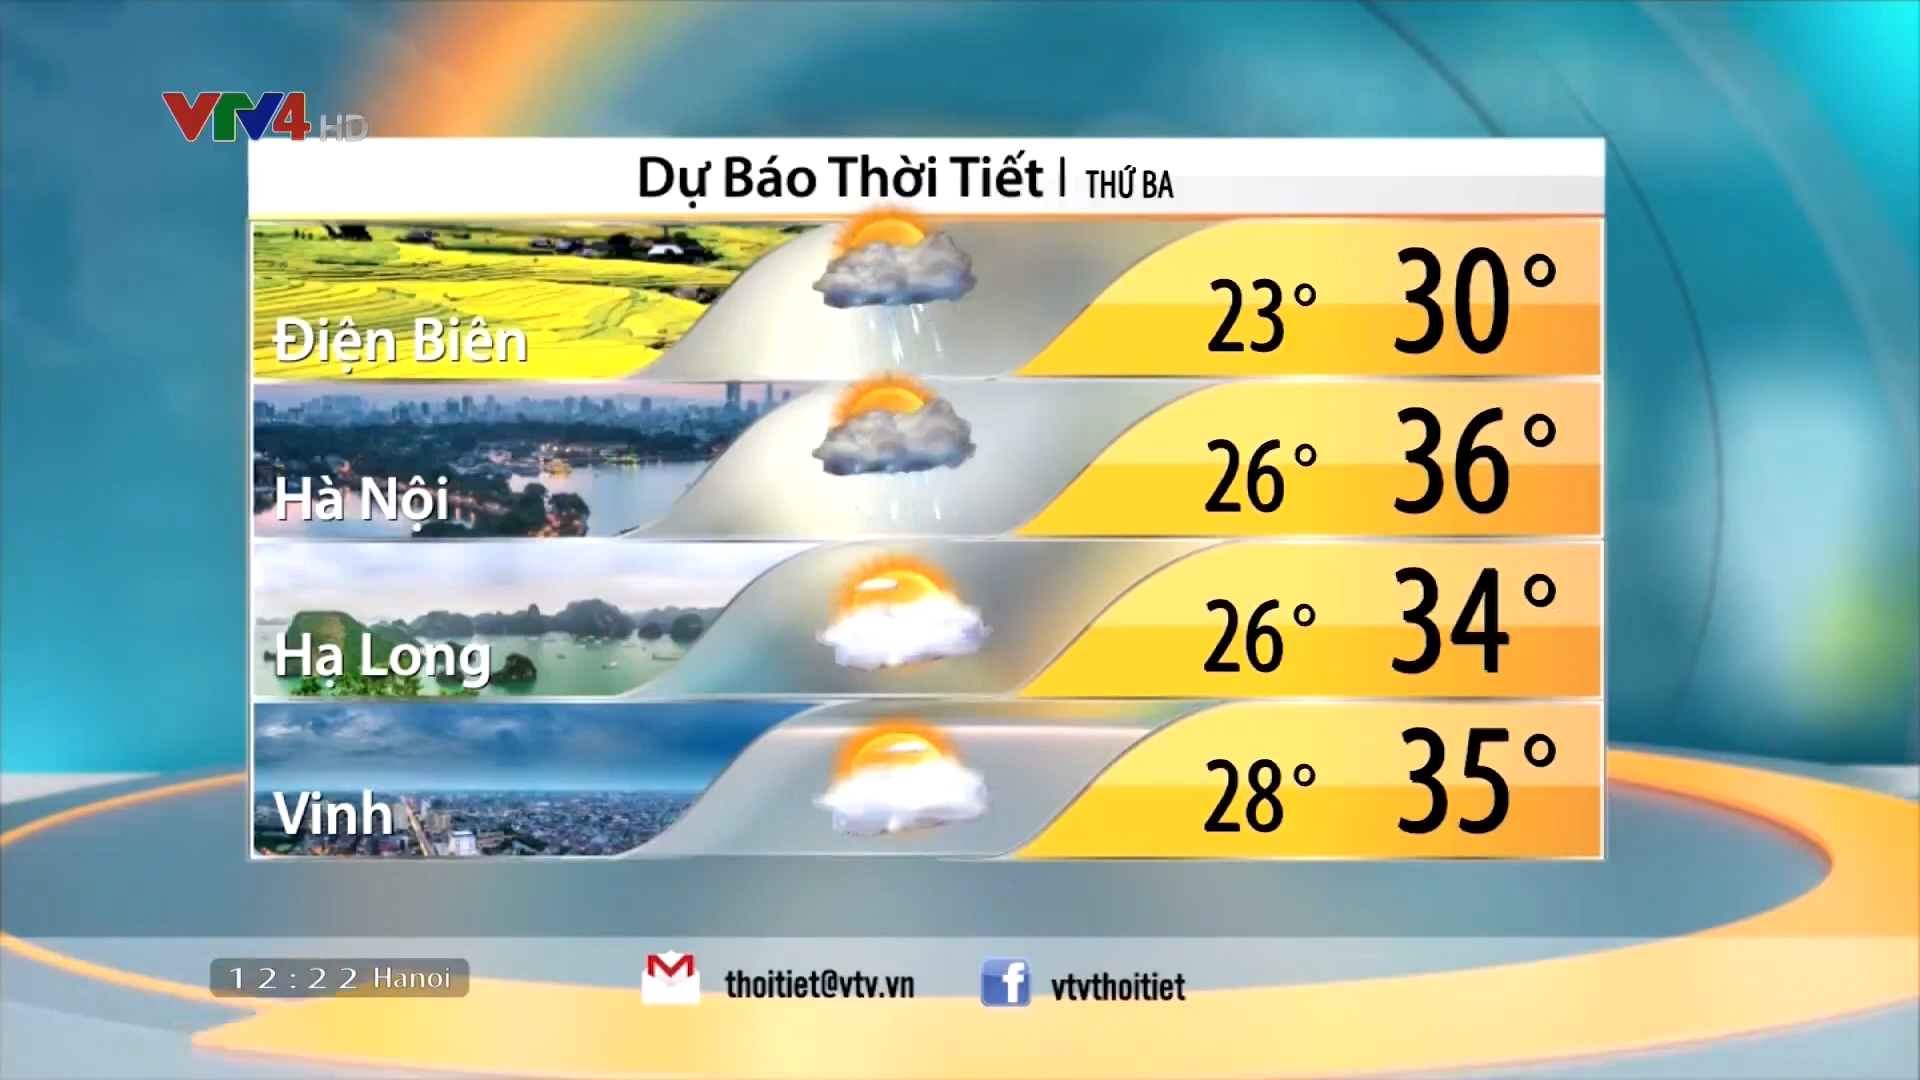 VTV4 HD
Dự Báo Thời Tiết | THỨ BA
Điện Biên 23° 30°
Hà Nội 26° 36°
Hạ Long 26° 34°
Vinh 28° 35°
12:22 Hanoi
thoitiet@vtv.vn
f vtvthoitiet